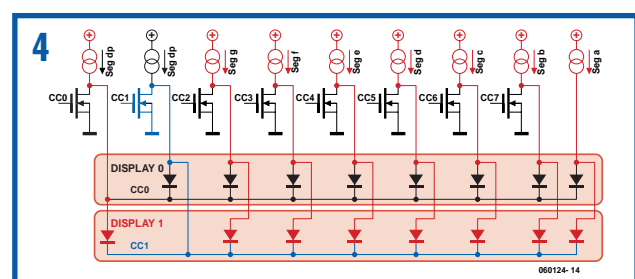 4
Seg dp
Seg dp
Seg g
Seg f
Seg e
Seg d
Seg c
Seg b
Seg a
CC0
CC1
CC2
CC3
CC4
CC5
CC6
CC7
DISPLAY 0
CC0
DISPLAY 1
CC1
060124- 14